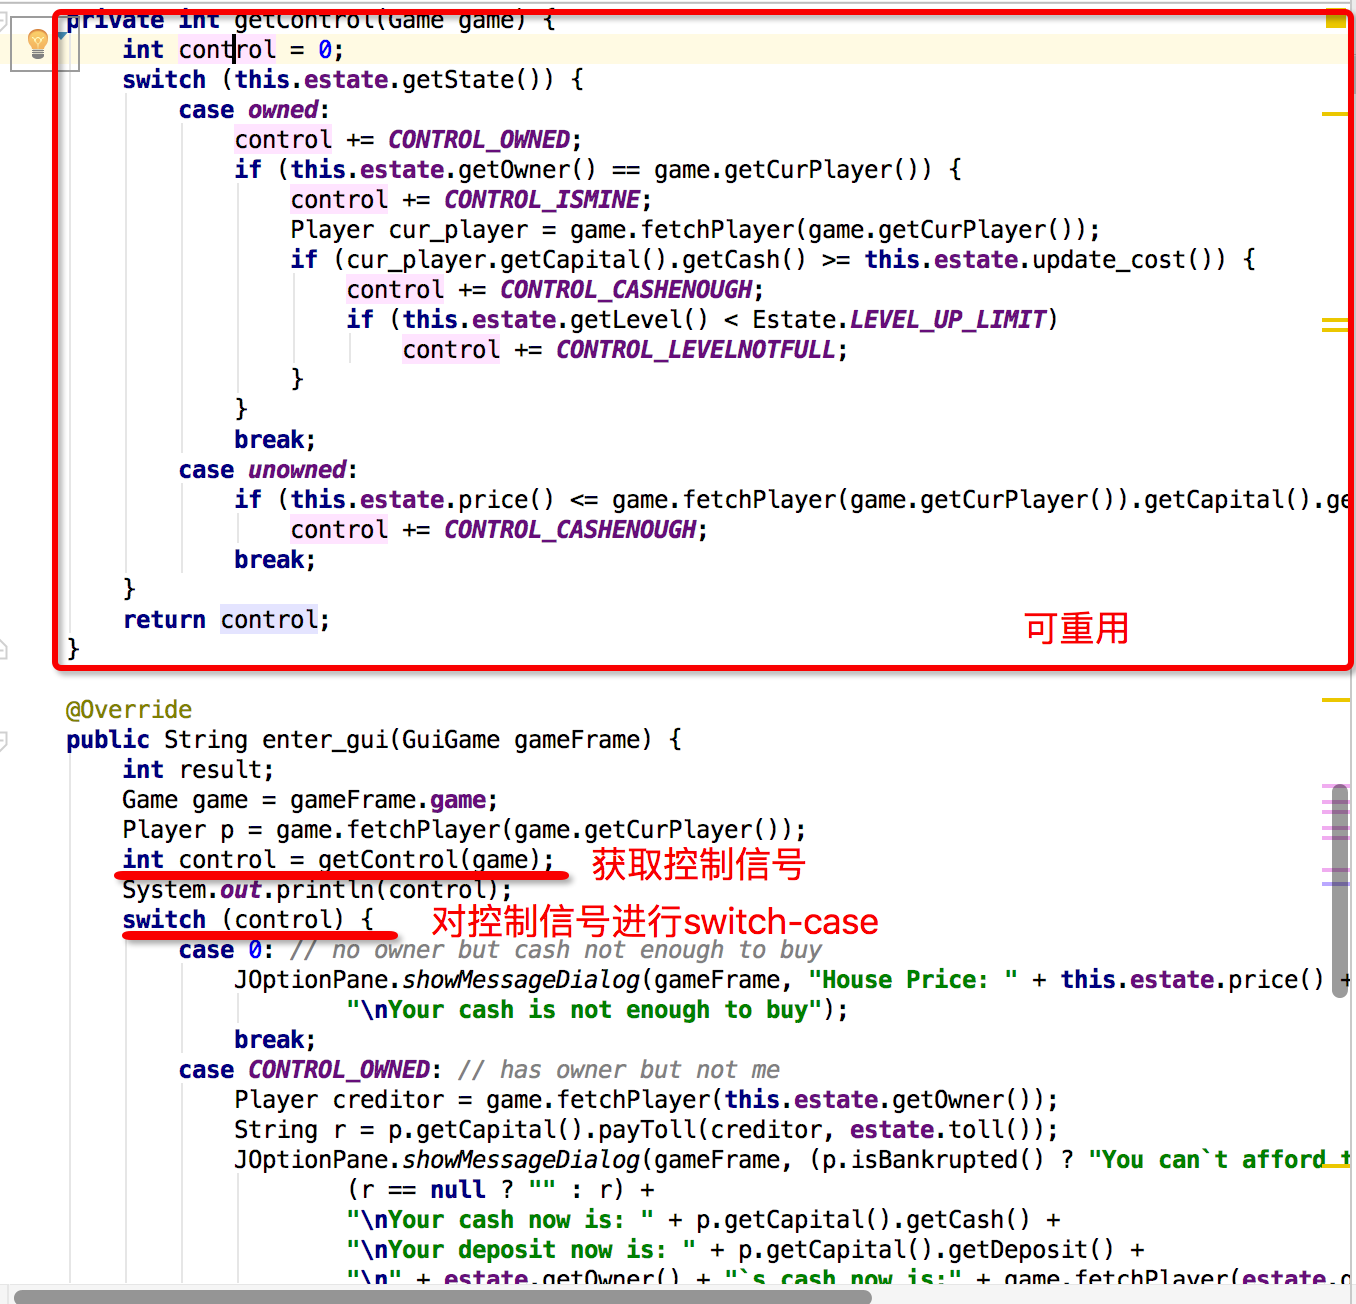 private int getControl(Game game) {
int control = 0;
switch (this.estate.getState()) {
case owned:
control += CONTROL_OWNED;
if (this.estate.getOwner() == game.getCurPlayer()) {
control += CONTROL_ISMINE;
Player cur_player = game.fetchPlayer(game.getCurPlayer());
if (cur_player.getCapital().getCash() >= this.estate.update_cost()) {
control += CONTROL_CASHENOUGH;
if (this.estate.getLevel() < Estate.LEVEL_UP_LIMIT)
control += CONTROL_LEVELNOTFULL;
}
}
break;
case unowned:
if (this.estate.price() <= game.fetchPlayer(game.getCurPlayer()).getCapital().ge
control += CONTROL_CASHENOUGH;
break;
}
return control;
可重用
}
@Override
public String enter_gui(GuiGame gameFrame) {
int result;
Game game = gameFrame.game;
Player p = game.fetchPlayer(game.getCurPlayer());
int control = getControl(game); 获取控制信号
System.out.println(control);
switch (control) { 对控制信号进行switch-case
case 0: // no owner but cash not enough to buy
JOptionPane.showMessageDialog(gameFrame, "House Price: " + this.estate.price() +
"\nYour cash is not enough to buy");
break;
case CONTROL_OWNED: // has owner but not me
Player creditor = game.fetchPlayer(this.estate.getOwner());
String r = p.getCapital().payToll(creditor, estate.toll());
JOptionPane.showMessageDialog(gameFrame, (p.isBankrupted() ? "You can`t afford t
(r == null ? "" : r) +
"\nYour cash now is: " + p.getCapital().getCash() +
"\nYour deposit now is: " + p.getCapital().getDeposit() +
"\n" + estate.getOwner() + "`s cash now is:" + game.fetchPlayer(estate.g